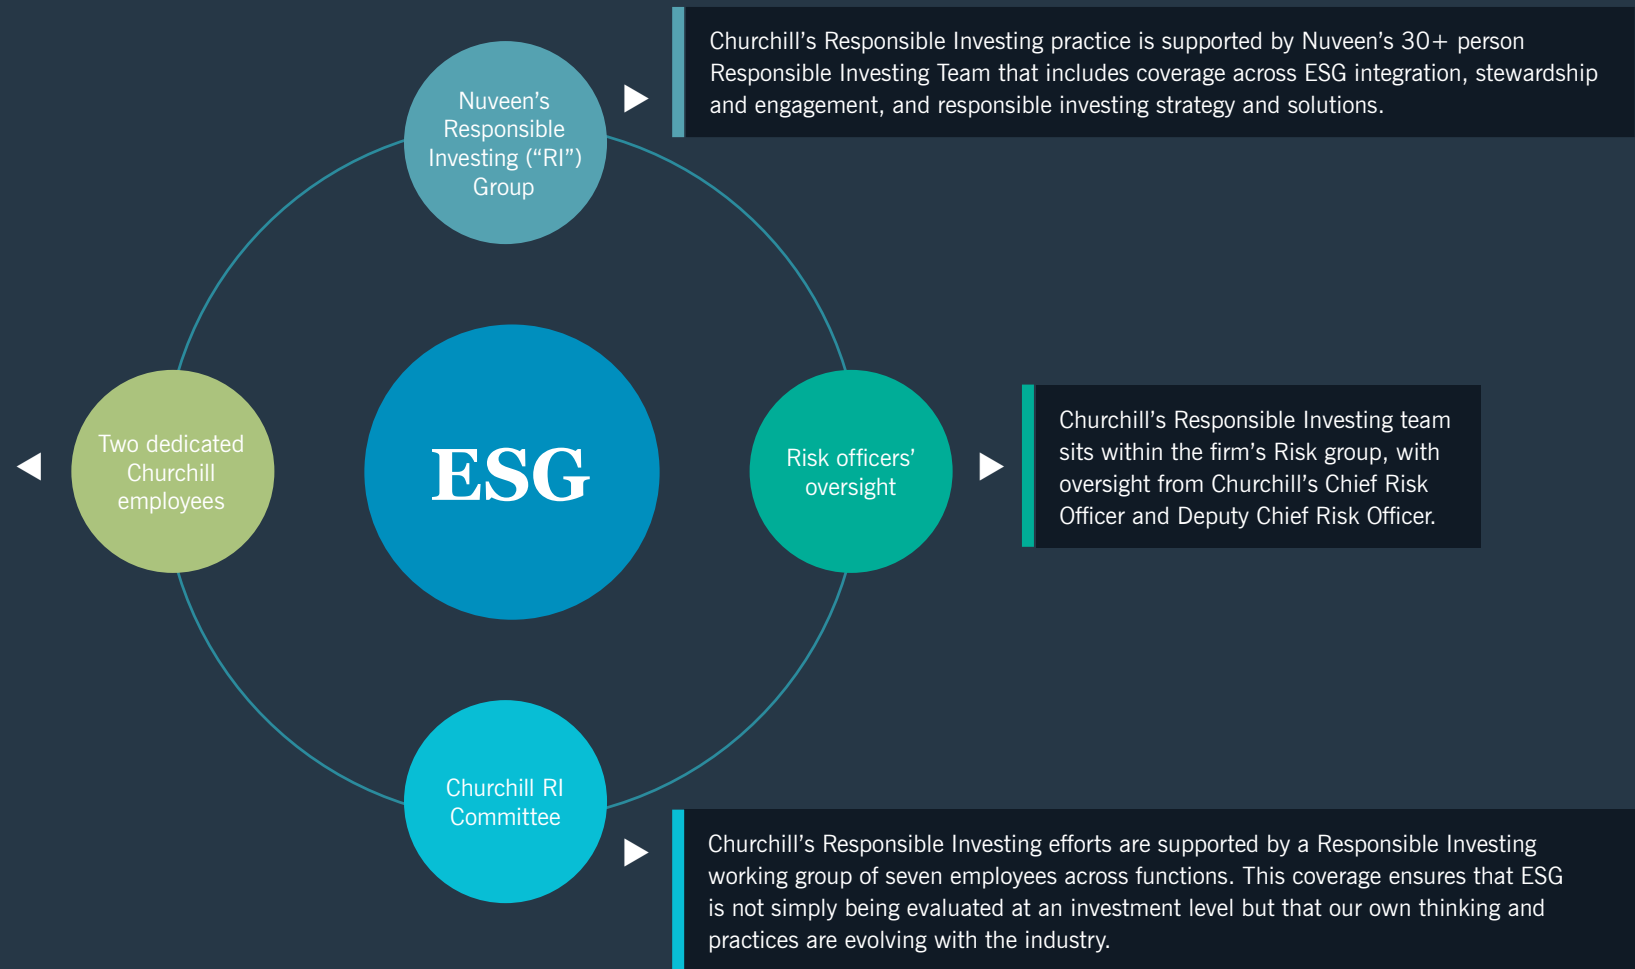 Nuveen’s
Responsible
Investing (“RI”)
Group
Churchill’s Responsible Investing practice is supported by Nuveen’s 30+ person
Responsible Investing Team that includes coverage across ESG integration, stewardship
and engagement, and responsible investing strategy and solutions.
Two dedicated
Churchill
employees
ESG
Risk officers’
oversight
Churchill’s Responsible Investing team
sits within the firm’s Risk group, with
oversight from Churchill’s Chief Risk
Officer and Deputy Chief Risk Officer.
Churchill RI
Committee
Churchill’s Responsible Investing efforts are supported by a Responsible Investing
working group of seven employees across functions. This coverage ensures that ESG
is not simply being evaluated at an investment level but that our own thinking and
practices are evolving with the industry.